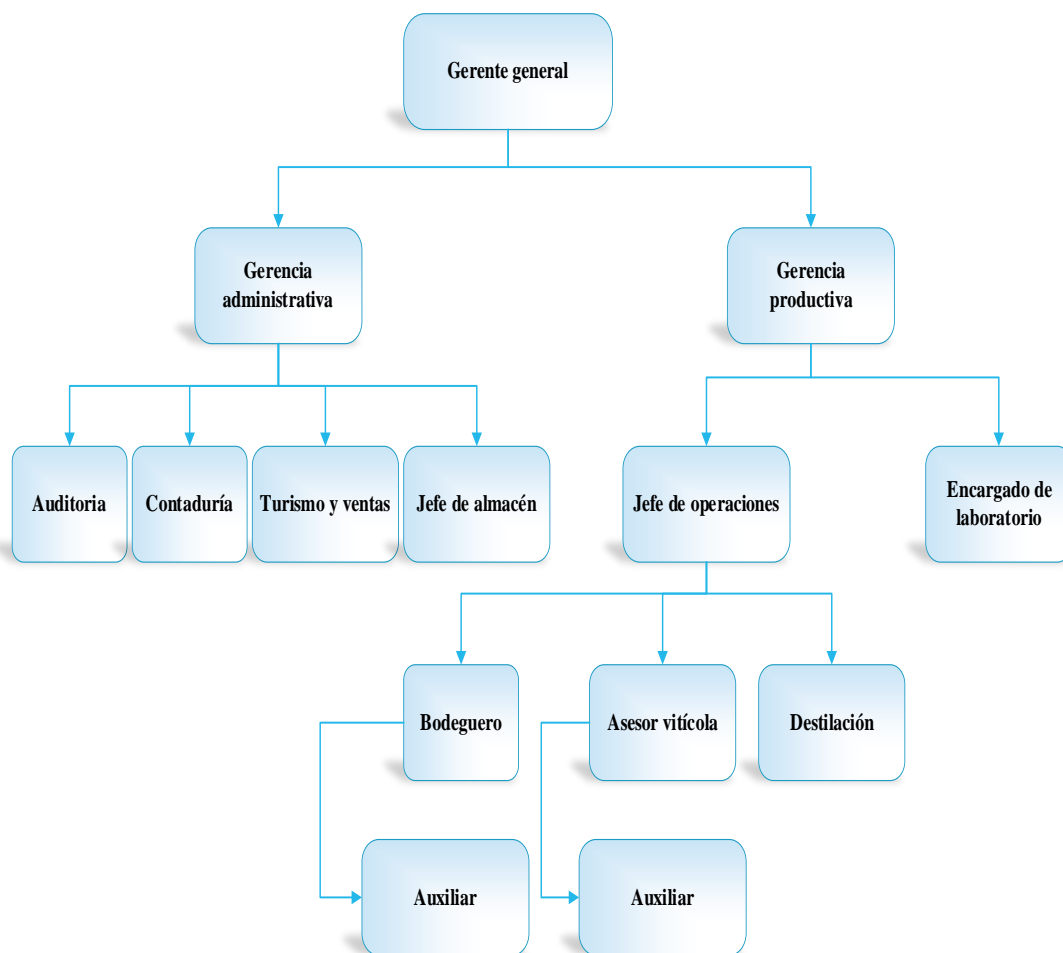 Gerente general
Gerencia
administrativa
Gerencia
productiva
Auditoria
Contaduría
Turismo y ventas
Jefe de almacén
Jefe de operaciones
Encargado de
laboratorio
Bodeguero
Asesor vitícola
Destilación
Auxiliar
Auxiliar